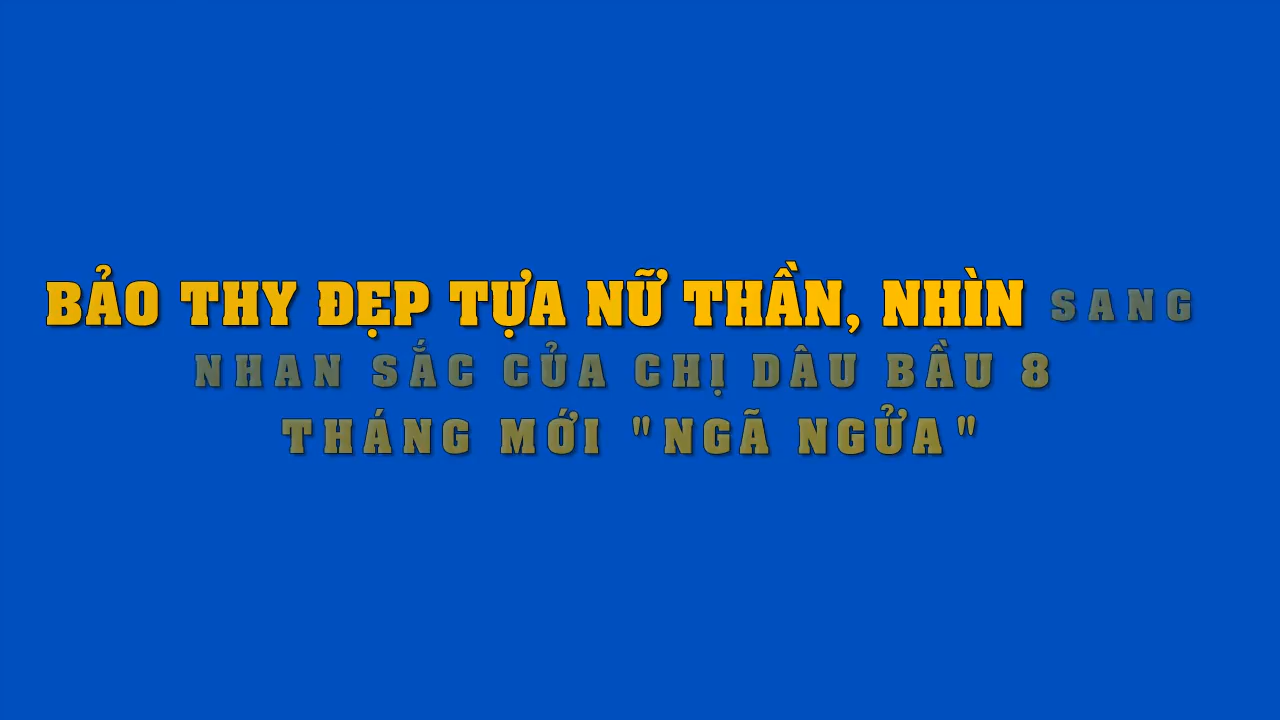 BẢO THY ĐẸP TỰA NỮ THẦN, NHÌN SANG
NHAN SẮC CỦA CHỊ DÂU BẦU 8
THÁNG MỚI "NGÃ NGỬA"